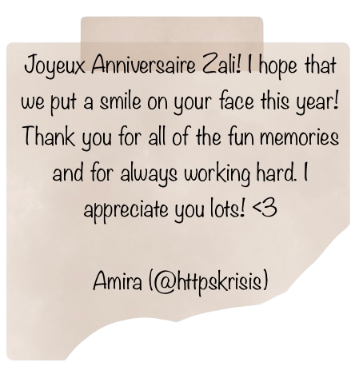 Joyeux Anniversaire Zali! I hope that
we put a smile on your face this year!
Thank you for all of the fun memories
and for always working hard. I
appreciate you lots! <3
Amira (@httpskrisis)